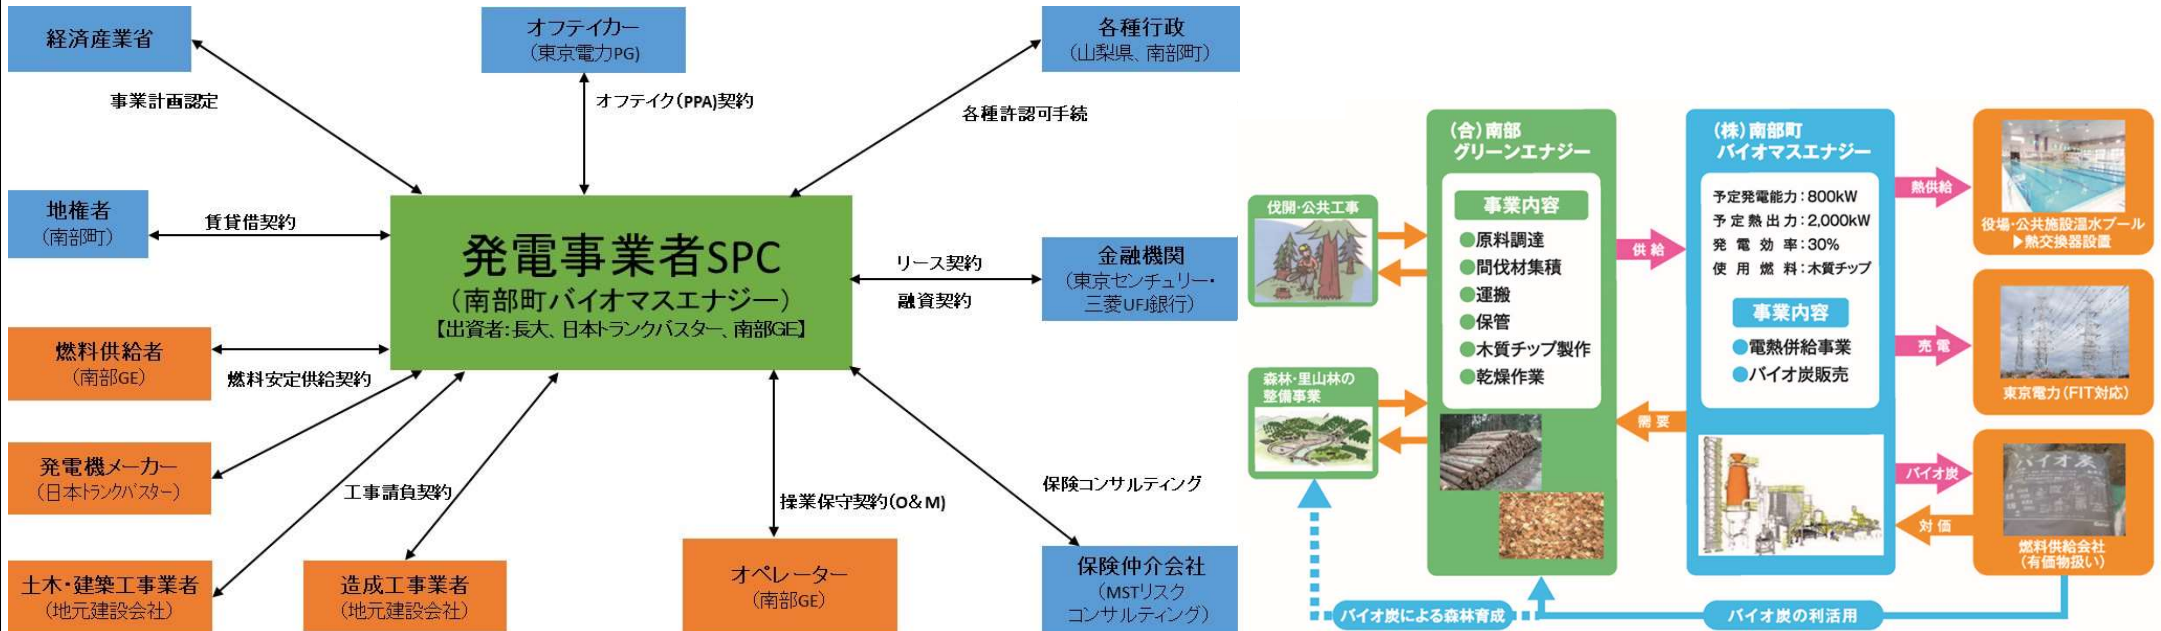 経済産業省
オフテイカー
（東京電力PG)
各種行政
（山梨県、南部町）
事業計画認定
オフテイク（PPA)契約
各種許認可手続
地権者
（南部町）
賃貸借契約
発電事業者SPC
（南部町バイオマスエナジー）
【出資者：長大、日本トランクバスター、南部GE】
リース契約
融資契約
金融機関
（東京センチュリー・
三菱UFJ銀行）
燃料供給者
（南部GE）
燃料安定供給契約
発電機メーカー
（日本トランクバスター）
工事請負契約
操業保守契約(O&M)
保険コンサルティング
土木・建築工事業者
（地元建設会社）
造成工事業者
（地元建設会社）
オペレーター
（南部GE）
保険仲介会社
（MSTリスク
コンサルティング）
伐開・公共工事
森林・里山林の
整備事業
（合）南部
グリーンエナジー
事業内容
●原料調達
●間伐材集積
●運搬
●保管
●木質チップ製作
●乾燥作業
供給
需要
（株）南部町
バイオマスエナジー
予定発電能力：800kW
予定熱出力：2,000kW
発電効率：30%
使用燃料：木質チップ
事業内容
●電熱併給事業
●バイオ炭販売
熱供給
役場・公共施設温水プール
▶熱交換器設置
売電
東京電力（FIT対応）
バイオ炭
対価
バイオ炭
燃料供給会社
（有価物扱い）
バイオ炭による森林育成
バイオ炭の利活用